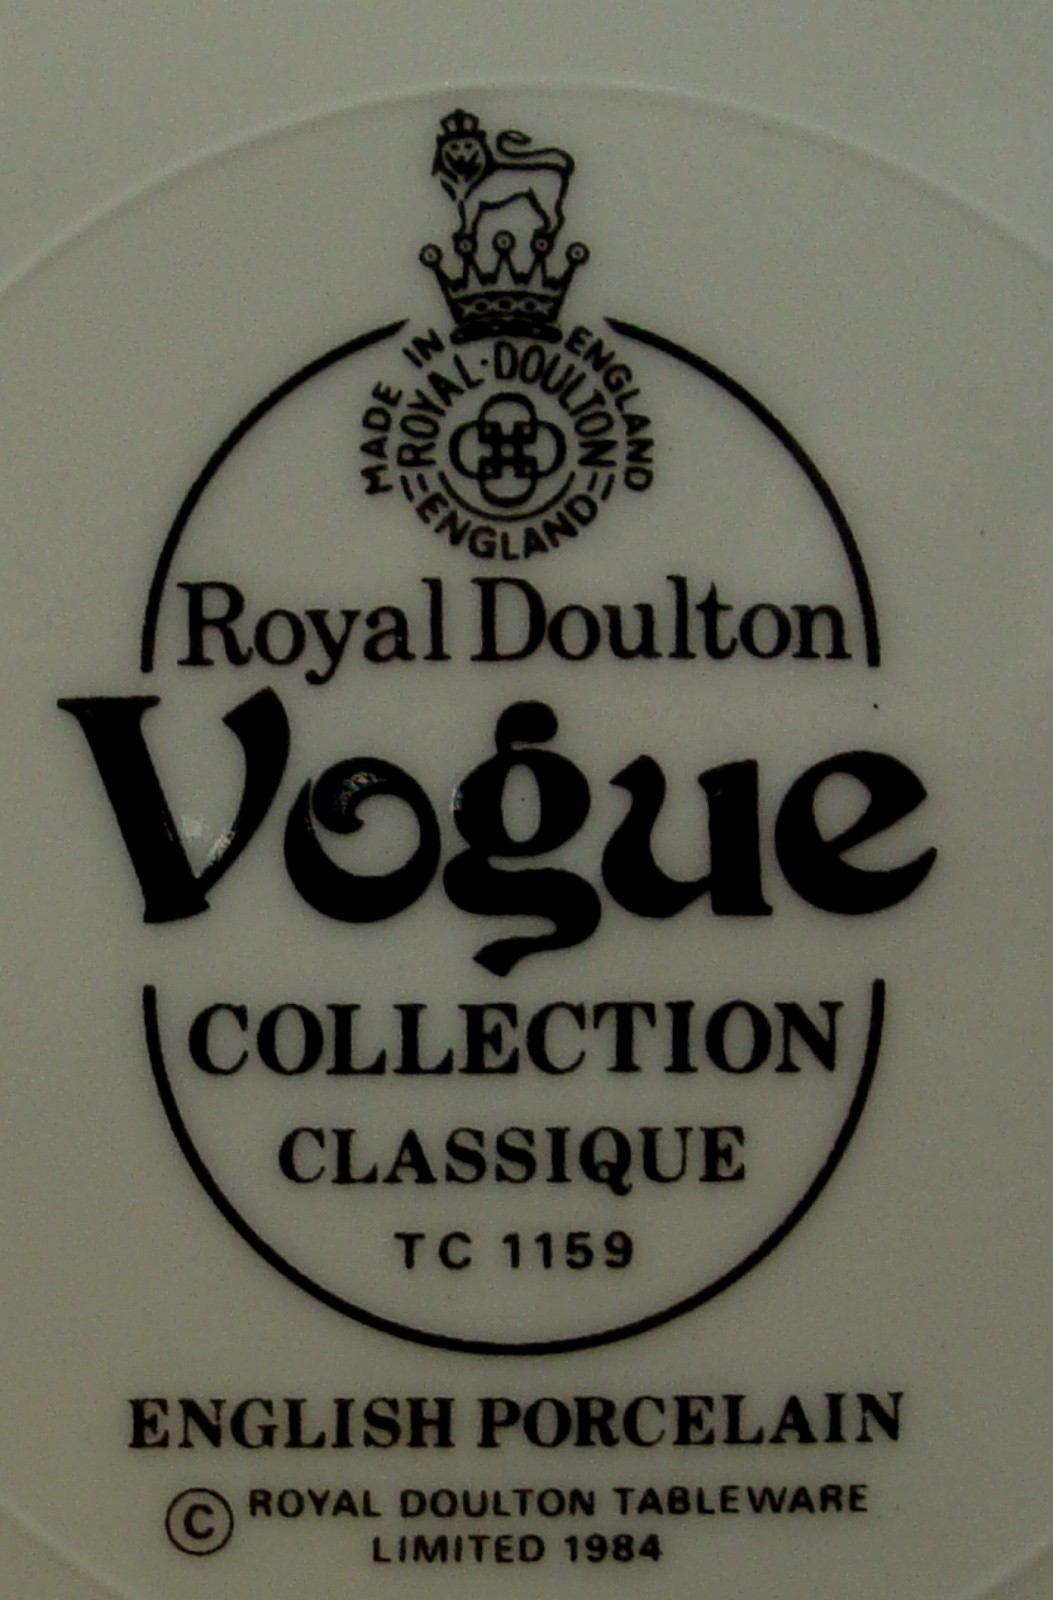 MADE IN ENGLAND
ROYAL·DOULTON
ENGLAND
Royal Doulton
Vogue
COLLECTION
CLASSIQUE
TC 1159
ENGLISH PORCELAIN
© ROYAL DOULTON TABLEWARE
LIMITED 1984